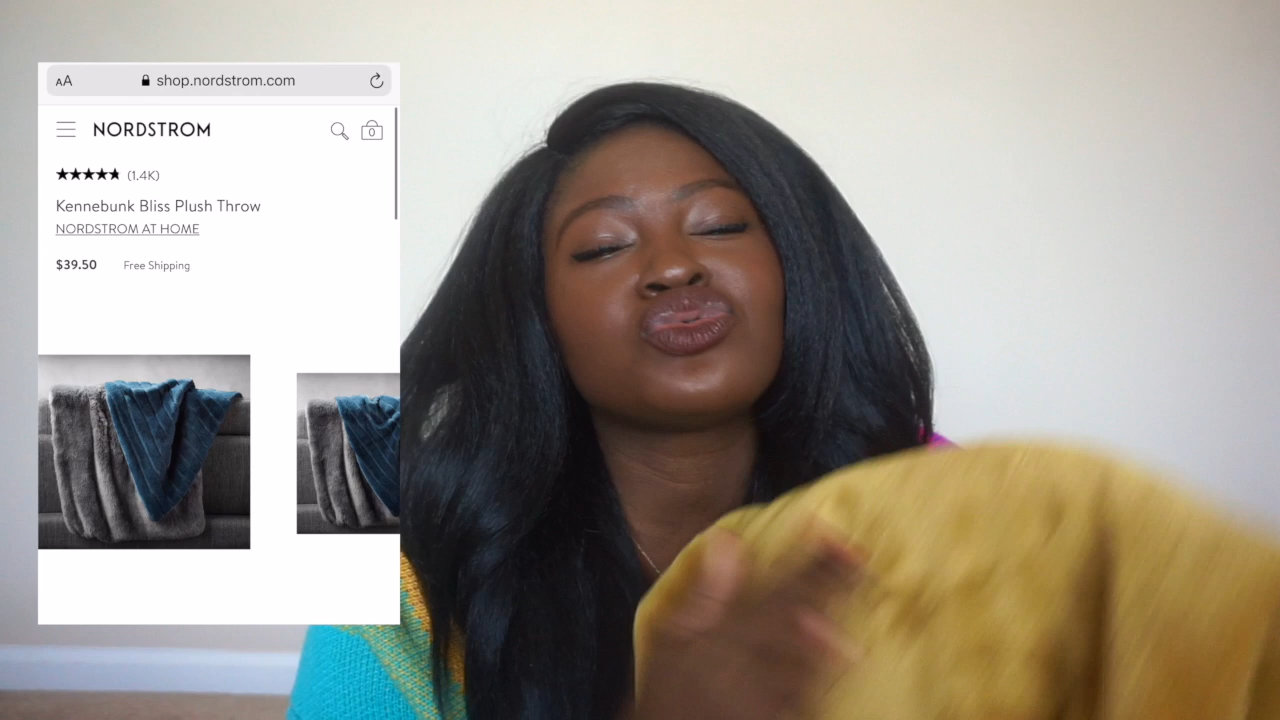 AA shop.nordstrom.com
NORDSTROM 0
(1.4K)
Kennebunk Bliss Plush Throw
NORDSTROM AT HOME
$39.50 Free Shipping